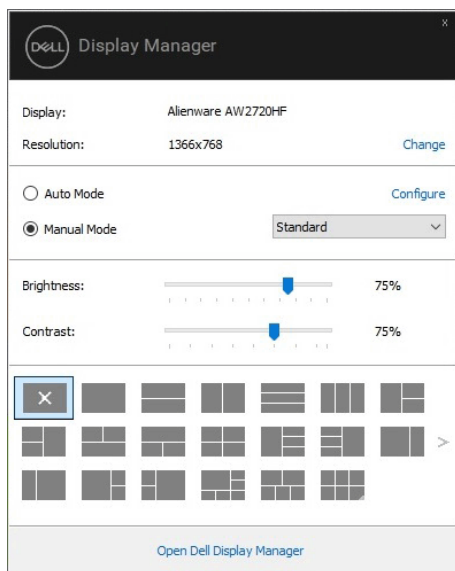 x
DELL Display Manager
Display: Alienware AW2720HF
Resolution: 1366x768 Change
Auto Mode Configure
Manual Mode Standard
Brightness: 75%
Contrast: 75%
Open Dell Display Manager